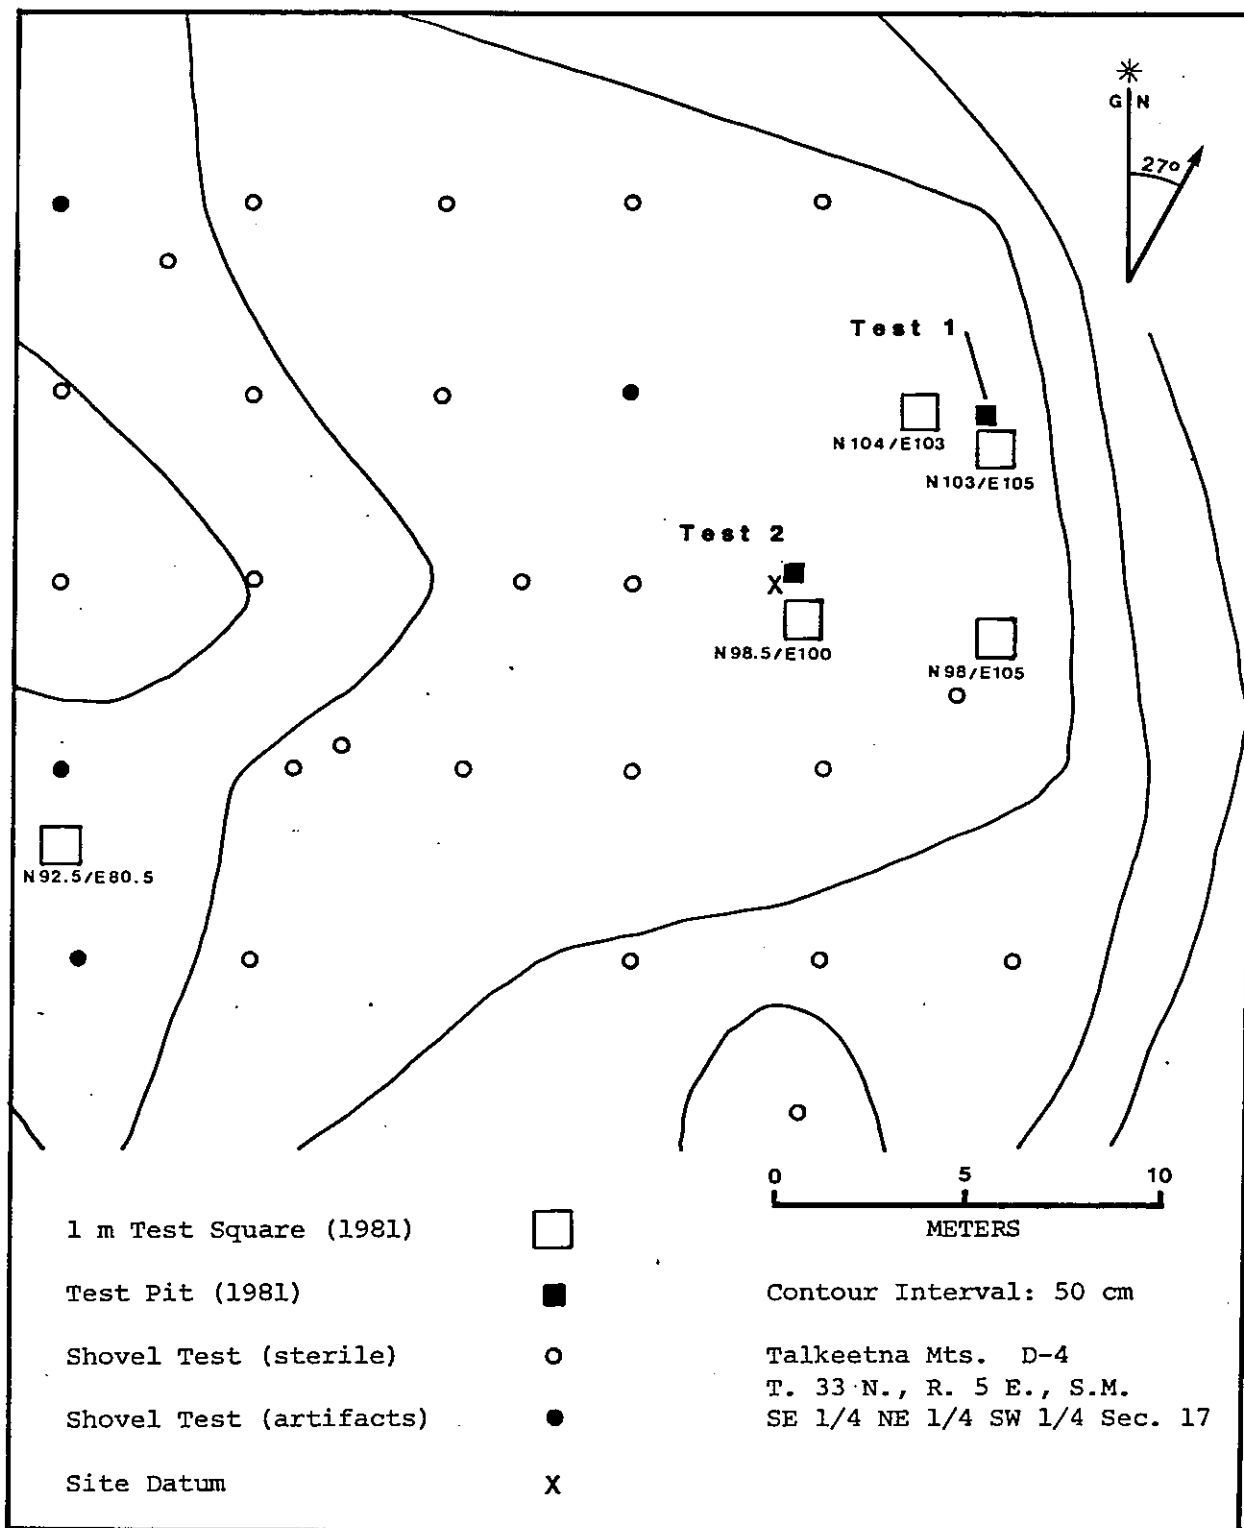 G N
27°
Test 1
N104/E103
N103/E105
Test 2
X
N98.5/E100
N98/E105
N92.5/E80.5
0 5 10
METERS
1 m Test Square (1981)
Test Pit (1981)
Shovel Test (sterile)
Shovel Test (artifacts)
Site Datum X
Contour Interval: 50 cm
Talkeetna Mts. D-4
T. 33 N., R. 5 E., S.M.
SE 1/4 NE 1/4 SW 1/4 Sec. 17